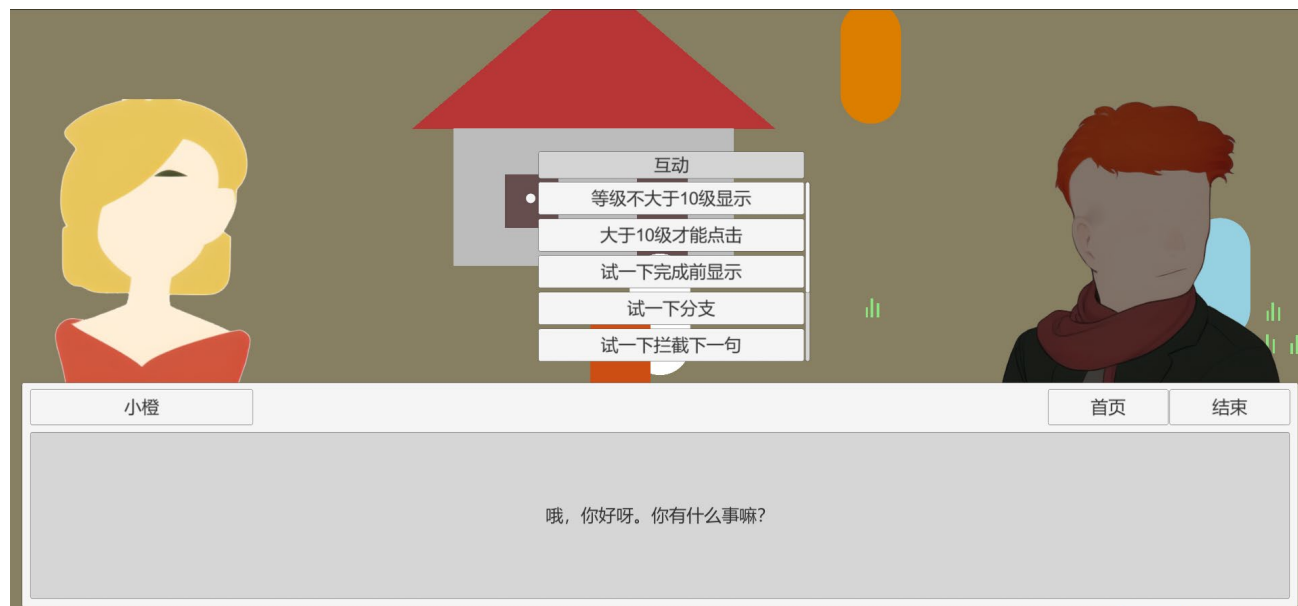 互动
等级不大于10级显示
大于10级才能点击
试一下完成前显示
试一下分支
试一下拦截下一句
小橙
首页
结束
哦，你好呀。你有什么事嘛？